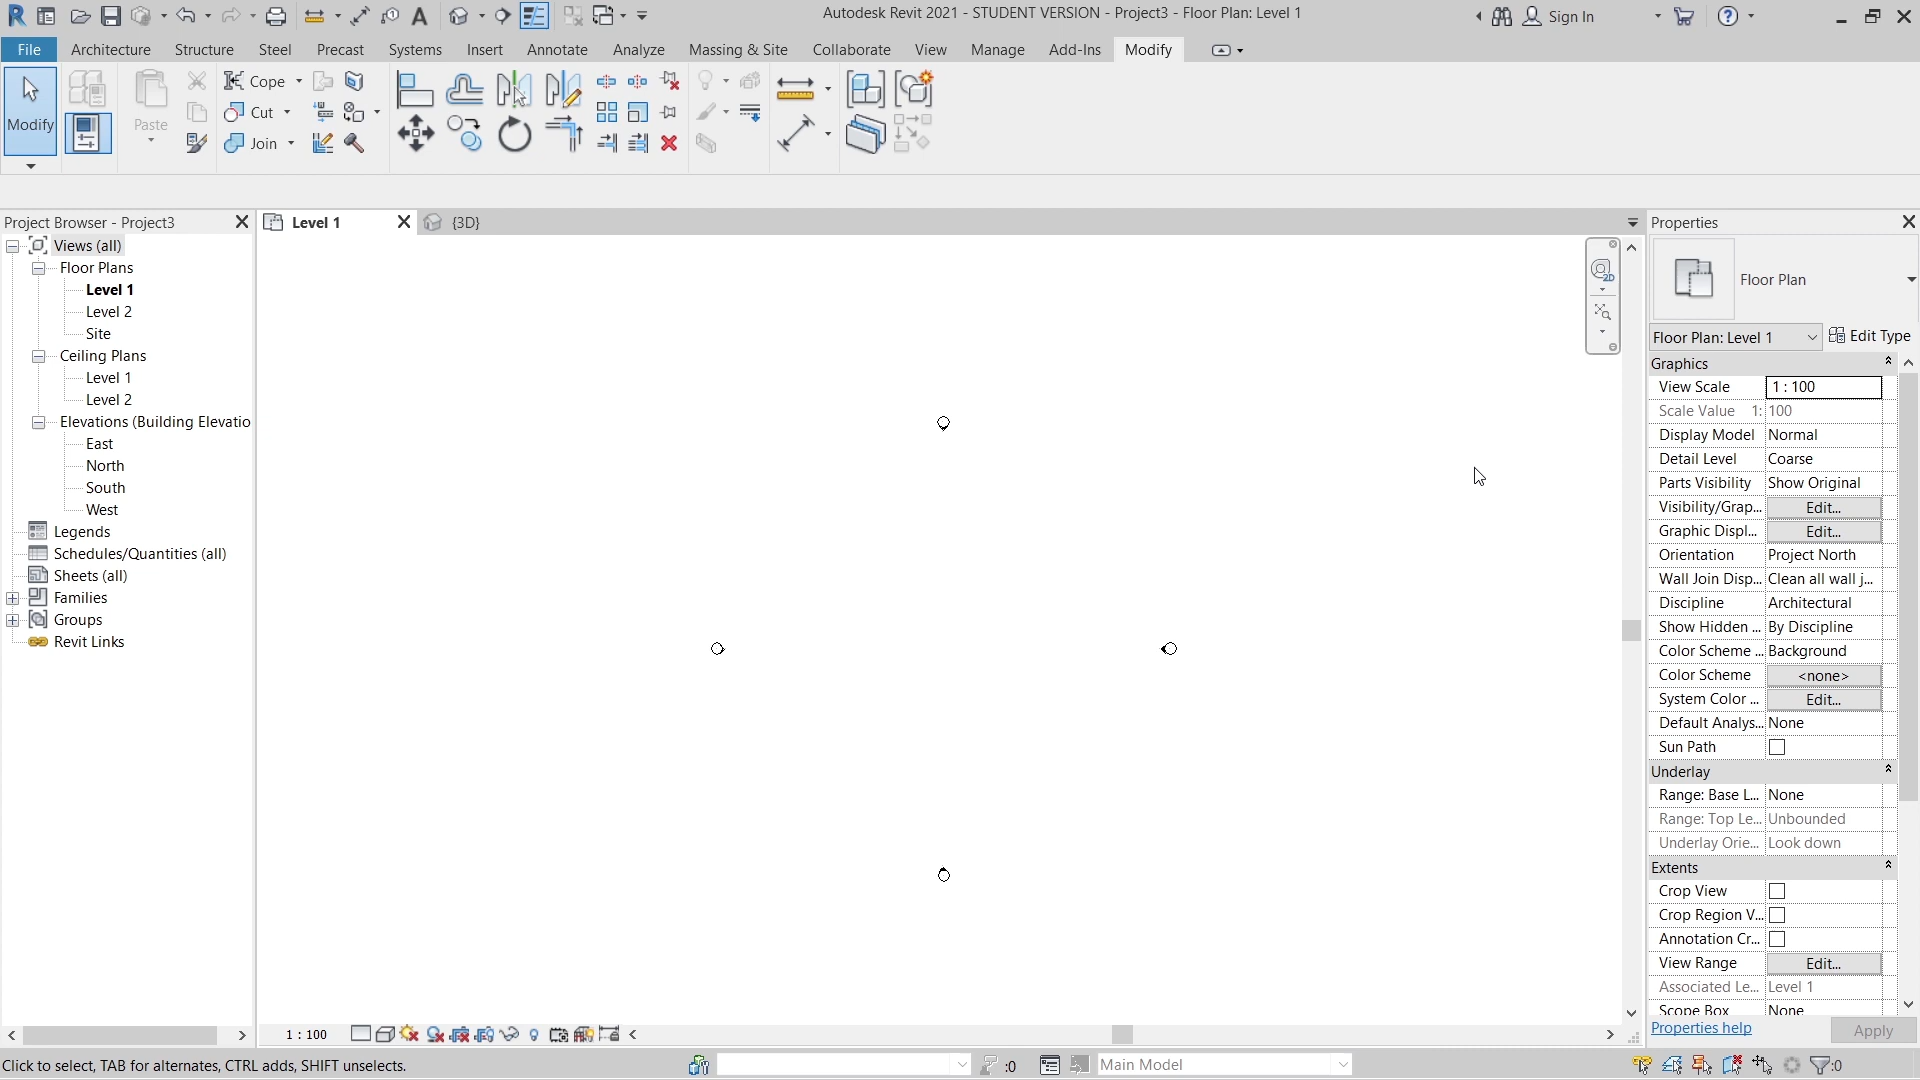 Autodesk Revit 2021 - STUDENT VERSION - Project3 - Floor Plan: Level 1
Sign In
File Architecture Structure Steel Precast Systems Insert Annotate Analyze Massing & Site Collaborate View Manage Add-Ins Modify
Modify
Paste
Cope
Cut
Join
Project Browser - Project3
Views (all)
Floor Plans
Level 1
Level 2
Site
Ceiling Plans
Level 1
Level 2
Elevations (Building Elevatio
East
North
South
West
Legends
Schedules/Quantities (all)
Sheets (all)
Families
Groups
Revit Links
Level 1
{3D}
2D
Properties
Floor Plan
Floor Plan: Level 1
Edit Type
Graphics
View Scale 1 : 100
Scale Value 1: 100
Display Model Normal
Detail Level Coarse
Parts Visibility Show Original
Visibility/Grap... Edit...
Graphic Displ... Edit...
Orientation Project North
Wall Join Disp... Clean all wall j...
Discipline Architectural
Show Hidden ... By Discipline
Color Scheme ... Background
Color Scheme <none>
System Color ... Edit...
Default Analys... None
Sun Path
Underlay
Range: Base L... None
Range: Top Le... Unbounded
Underlay Orie... Look down
Extents
Crop View
Crop Region V...
Annotation Cr...
View Range Edit...
Associated Le... Level 1
Scope Box None
Properties help
Apply
1 : 100
Click to select, TAB for alternates, CTRL adds, SHIFT unselects.
:0
Main Model
:0